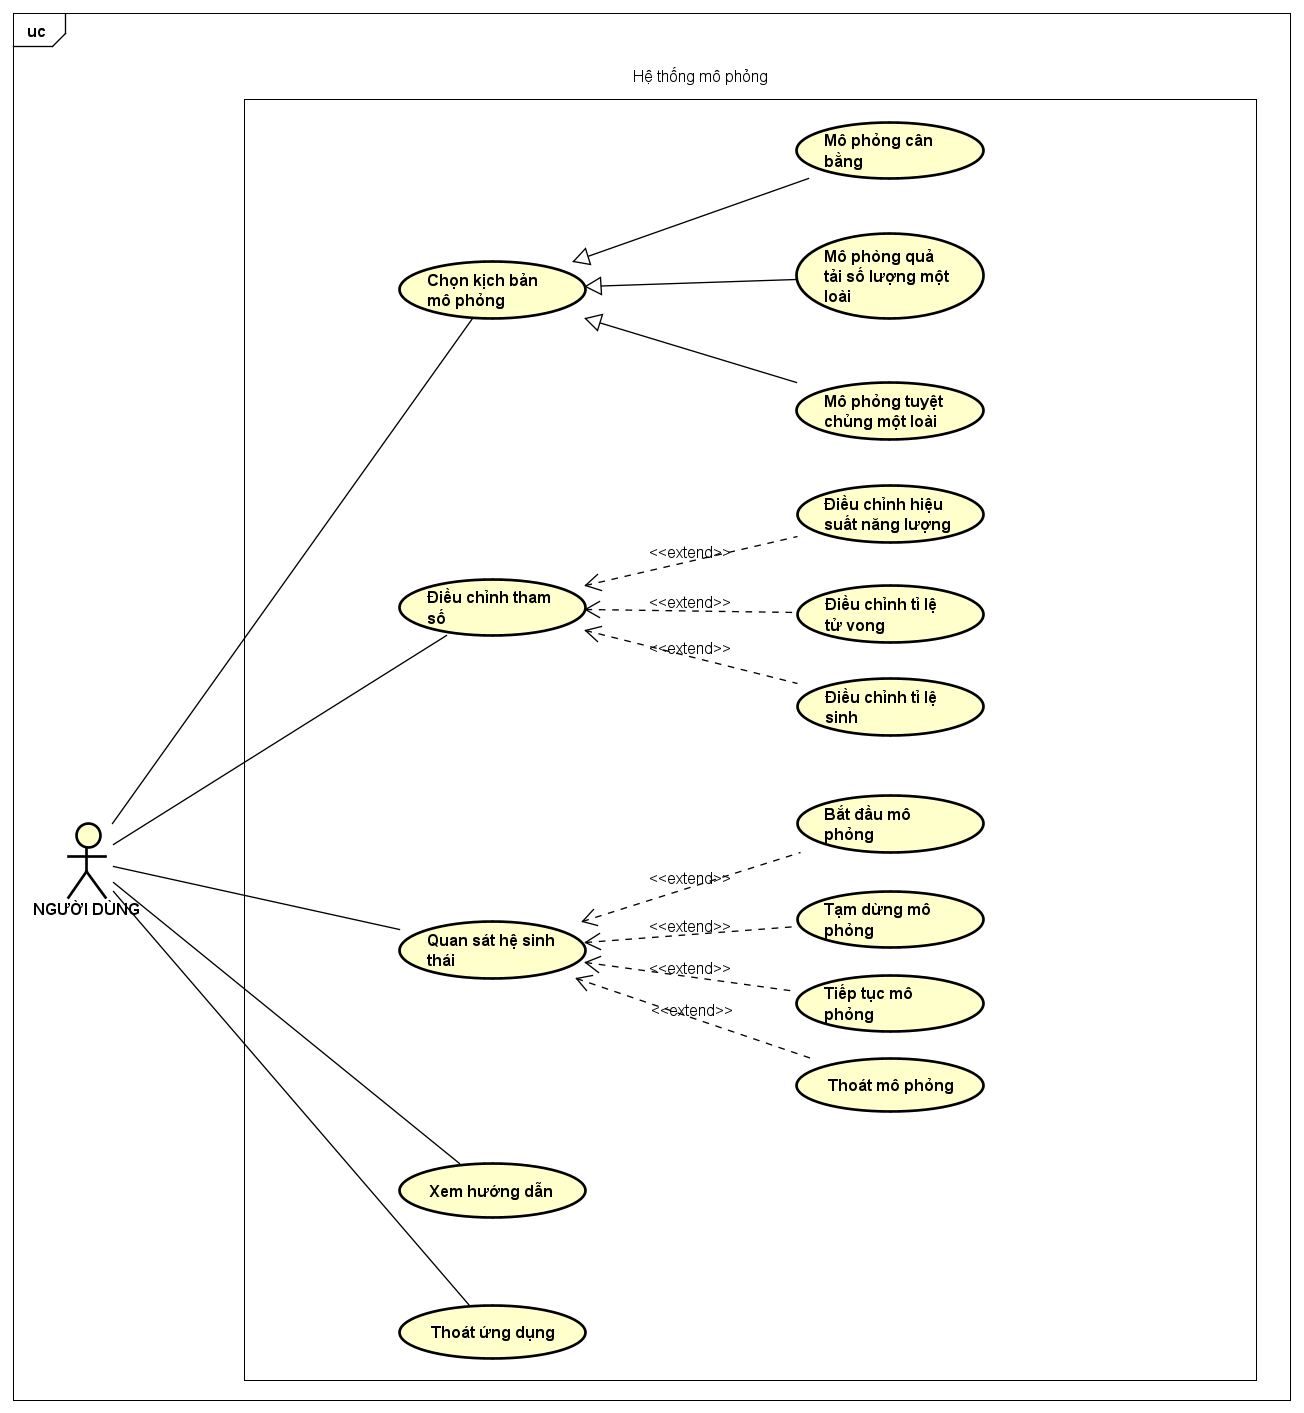 uc
Hệ thống mô phỏng
Mô phỏng cân
bằng
Mô phòng quả
tải số lượng một
loài
Chọn kịch bản
mô phỏng
Mô phỏng tuyệt
chủng một loài
Điều chỉnh hiệu
suất năng lượng
<<extend>>
Điều chỉnh tham
số
<<extend>>
Điều chỉnh tỉ lệ
tử vong
<<extend>>
Điều chỉnh tỉ lệ
sinh
Bắt đầu mô
phỏng
<<extend>>
NGƯỜI DÙNG
Tạm dừng mô
phỏng
<<extend>>
Quan sát hệ sinh
thái
<<extend>>
Tiếp tục mô
phỏng
<<extend>>
Thoát mô phỏng
Xem hướng dẫn
Thoát ứng dụng